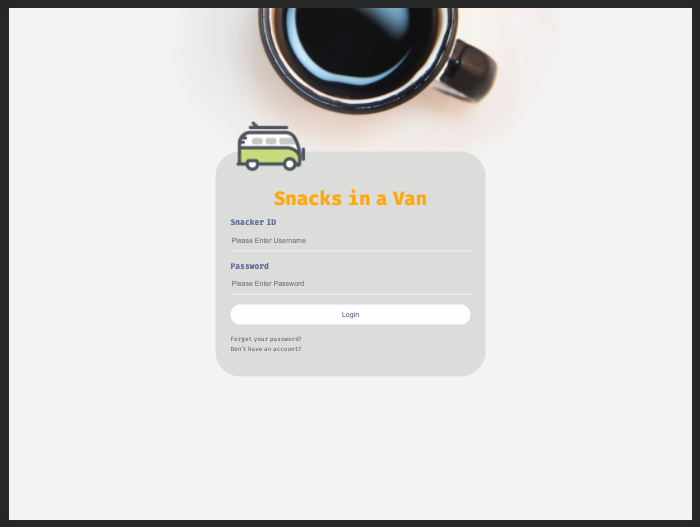 Snacks in a Van
Snacker ID
Please Enter Username
Password
Please Enter Password
Login
Forget your password?
Don't have an account?